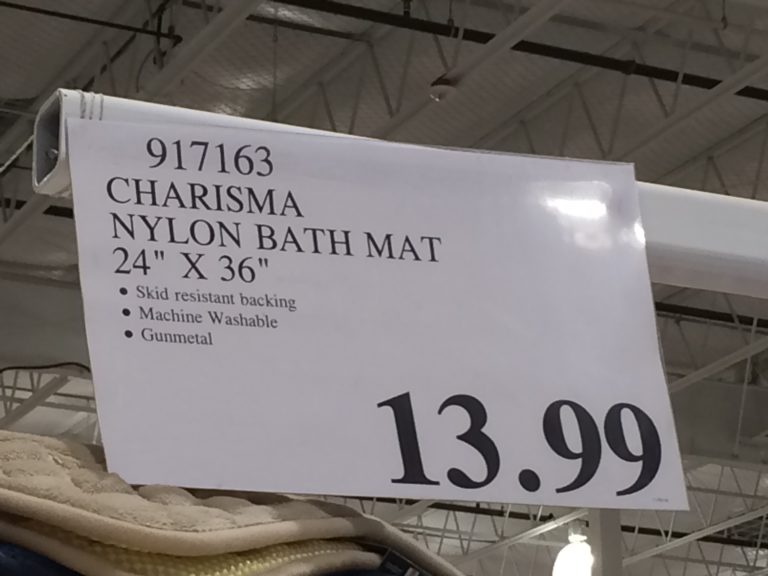 917163
CHARISMA
NYLON BATH MAT
24" X 36"
• Skid resistant backing
• Machine Washable
• Gunmetal
13.99